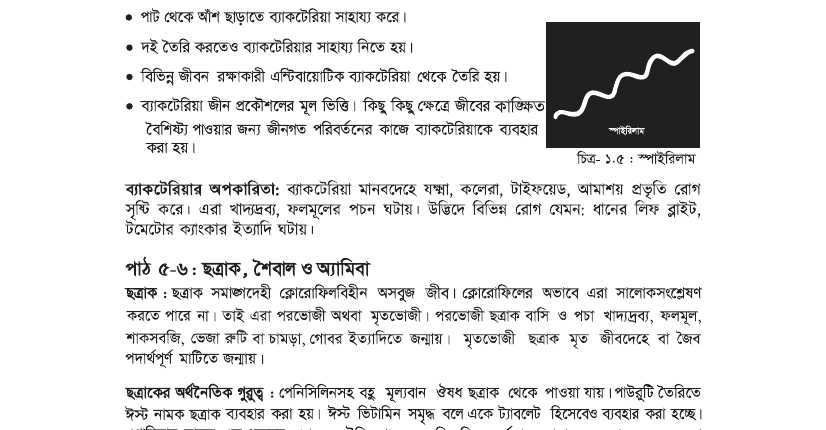 • পাট থেকে আঁশ ছাড়াতে ব্যাকটেরিয়া সাহায্য করে।
• দই তৈরি করতেও ব্যাকটেরিয়ার সাহায্য নিতে হয়।
• বিভিন্ন জীবন রক্ষাকারী এন্টিবায়োটিক ব্যাকটেরিয়া থেকে তৈরি হয়।
• ব্যাকটেরিয়া জীন প্রকৌশলের মূল ভিত্তি। কিছু কিছু ক্ষেত্রে জীবের কাঙ্ক্ষিত
বৈশিষ্ট্য পাওয়ার জন্য জীনগত পরিবর্তনের কাজে ব্যাকটেরিয়াকে ব্যবহার
করা হয়।
স্পাইরিলাম
চিত্র- ১.৫ : স্পাইরিলাম
ব্যাকটেরিয়ার অপকারিতা: ব্যাকটেরিয়া মানবদেহে যক্ষ্মা, কলেরা, টাইফয়েড, আমাশয় প্রভৃতি রোগ
সৃষ্টি করে। এরা খাদ্যদ্রব্য, ফলমূলের পচন ঘটায়। উদ্ভিদে বিভিন্ন রোগ যেমন: ধানের লিফ ব্লাইট,
টমেটোর ক্যাংকার ইত্যাদি ঘটায়।
পাঠ ৫-৬ : ছত্রাক, শৈবাল ও অ্যামিবা
ছত্রাক : ছত্রাক সমাঙ্গদেহী ক্লোরোফিলবিহীন অসবুজ জীব। ক্লোরোফিলের অভাবে এরা সালোকসংশ্লেষণ
করতে পারে না। তাই এরা পরভোজী অথবা মৃতভোজী। পরভোজী ছত্রাক বাসি ও পচা খাদ্যদ্রব্য, ফলমূল,
শাকসবজি, ভেজা রুটি বা চামড়া, গোবর ইত্যাদিতে জন্মায়। মৃতভোজী ছত্রাক মৃত জীবদেহে বা জৈব
পদার্থপূর্ণ মাটিতে জন্মায়।
ছত্রাকের অর্থনৈতিক গুরুত্ব : পেনিসিলিনসহ বহু মূল্যবান ঔষধ ছত্রাক থেকে পাওয়া যায়। পাউরুটি তৈরিতে
ঈস্ট নামক ছত্রাক ব্যবহার করা হয়। ঈস্ট ভিটামিন সমৃদ্ধ বলে একে ট্যাবলেট হিসেবেও ব্যবহার করা হচ্ছে।